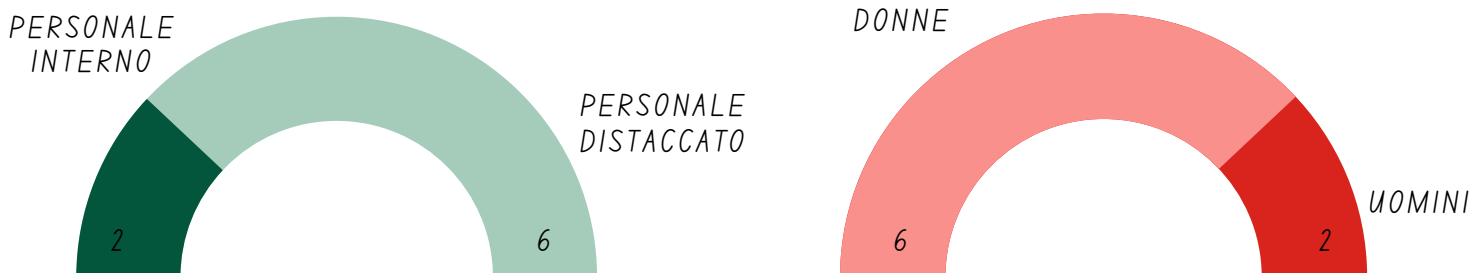 PERSONALE
INTERNO
PERSONALE
DISTACCATO
2
6
DONNE
UOMINI
6
2